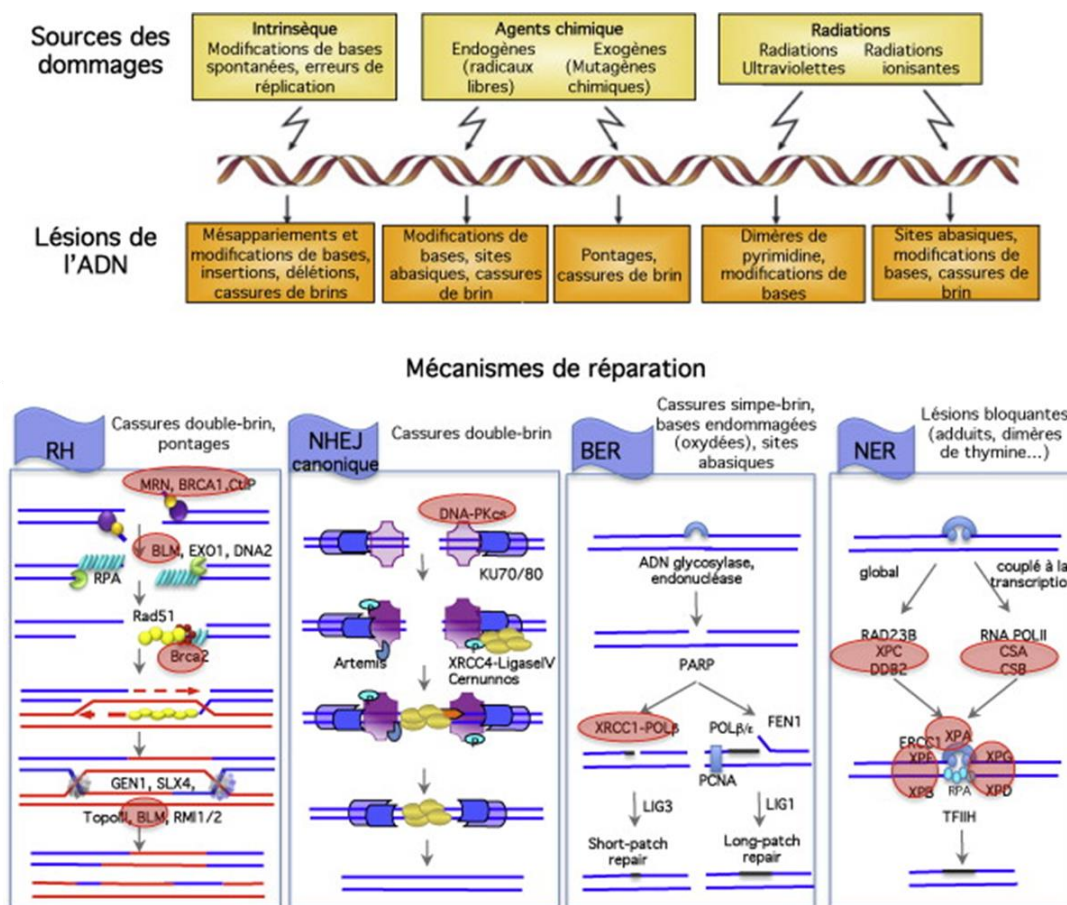 Sources des
dommages
Intrinsèque
Modifications de bases
spontanées, erreurs de
réplication
Agents chimique
Endogènes Exogènes
(radicaux (Mutagènes
libres) chimiques)
Radiations
Radiations Radiations
Ultraviolettes ionisantes
Lésions de
l'ADN
Mésappariements et
modifications de bases,
insertions, délétions,
cassures de brins
Modifications de
bases, sites
abasiques, cassures
de brin
Pontages,
cassures de brin
Dimères de
pyrimidine,
modifications de
bases
Sites abasiques,
modifications de
bases, cassures de
brin
Mécanismes de réparation
RH
Cassures double-brin,
pontages
MRN, BRCA1,CtIP
BLM, EXO1, DNA2
RPA
Rad51
Brca2
GEN1, SLX4,
TopoIII, BLM, RMI1/2
NHEJ
canonique
Cassures double-brin
DNA-PKcs
KU70/80
P
P
Artemis
XRCC4-LigaseIV
Cernunnos
P
P
BER
Cassures simpe-brin,
bases endommagées
(oxydées), sites
abasiques
ADN glycosylase,
endonucléase
PARP
XRCC1-POLβ
POLβ/ε
FEN1
PCNA
LIG3
LIG1
Short-patch
repair
Long-patch
repair
NER
Lésions bloquantes
(adduits, dimères
de thymine...)
global
couplé à la
transcription
RAD23B
XPC
DDB2
RNA POLII
CSA
CSB
ERCC1
XPA
XPF
XPG
XPB
RPA
XPD
TFIIH